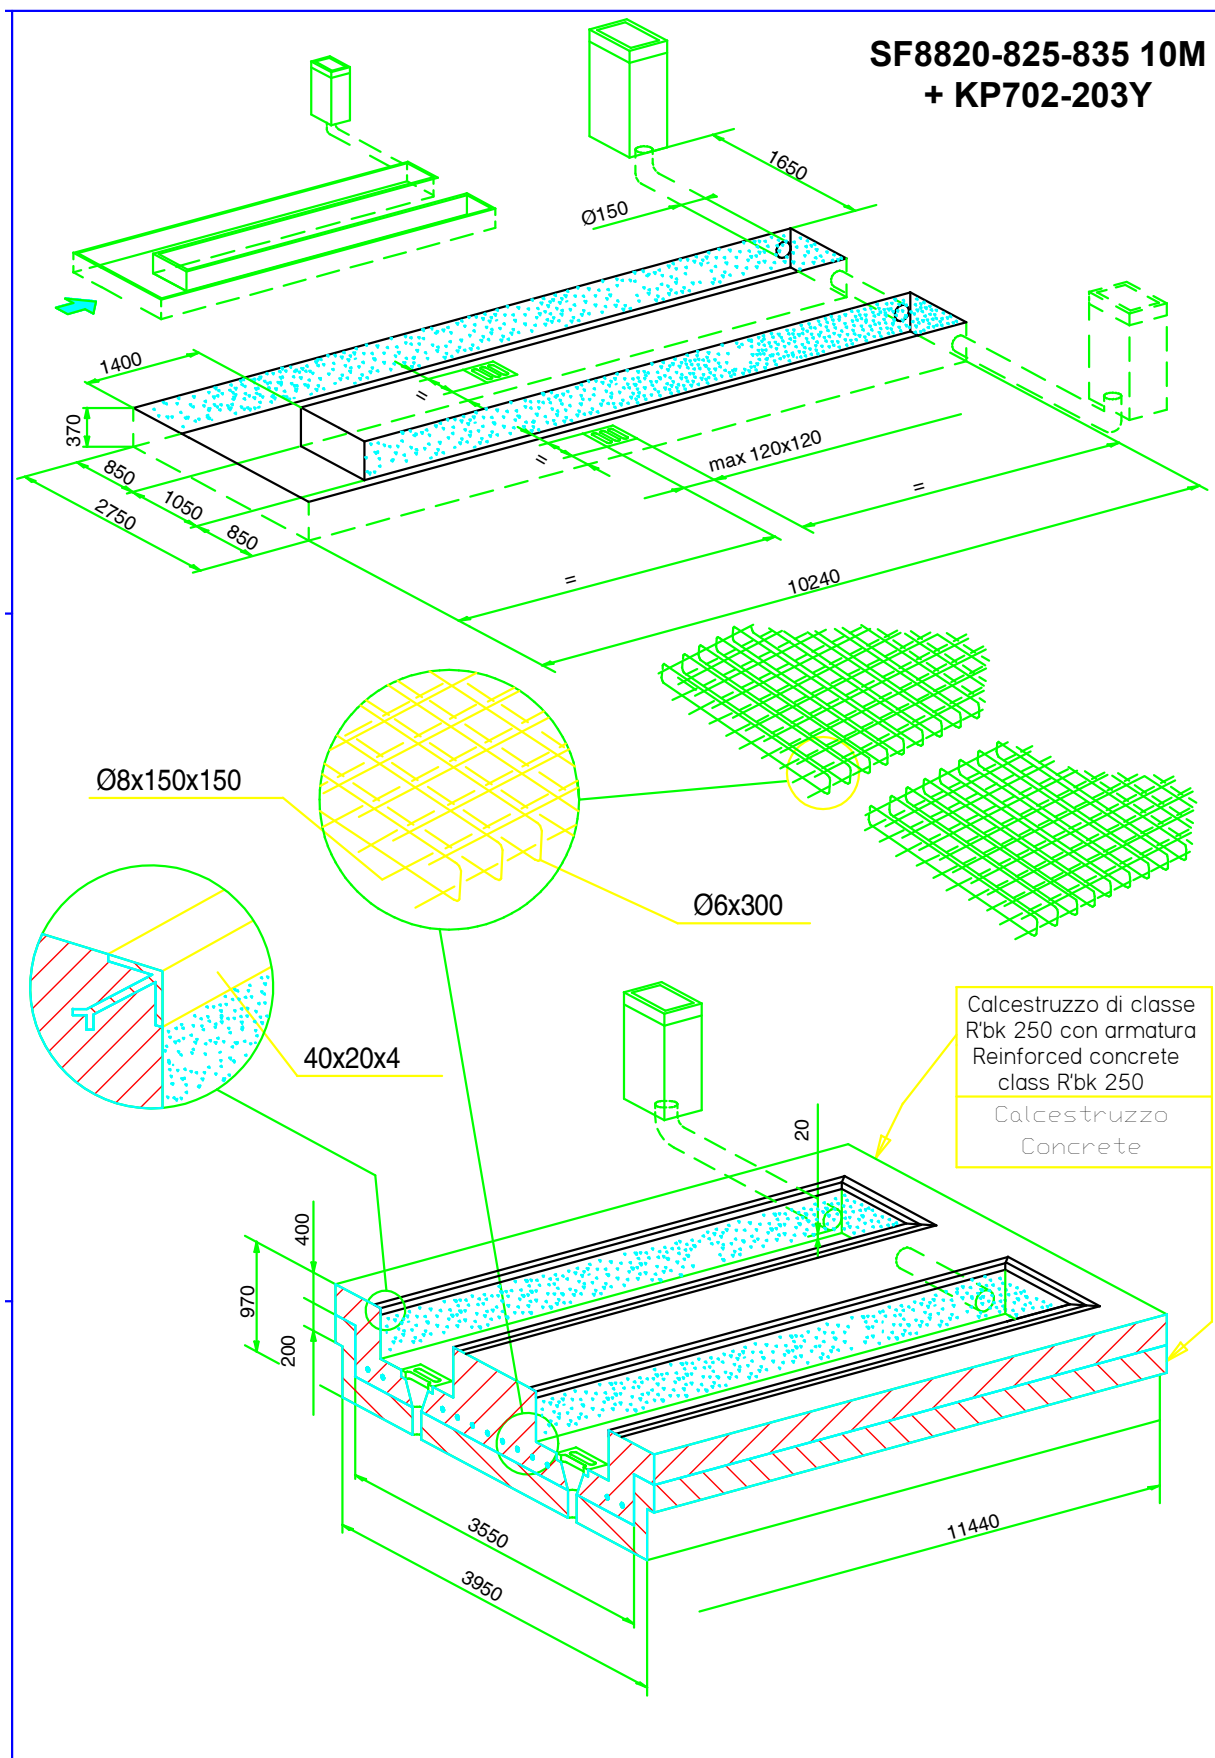 SF8820-825-835 10M
+ KP702-203Y
1650
Ø150
1400
370
850
1050
850
2750
=
=
max 120x120
=
=
10240
Ø8x150x150
Ø6x300
40x20x4
Calcestruzzo di classe
R'bk 250 con armatura
Reinforced concrete
class R'bk 250
Calcestruzzo
Concrete
20
400
970
200
3550
3950
11440